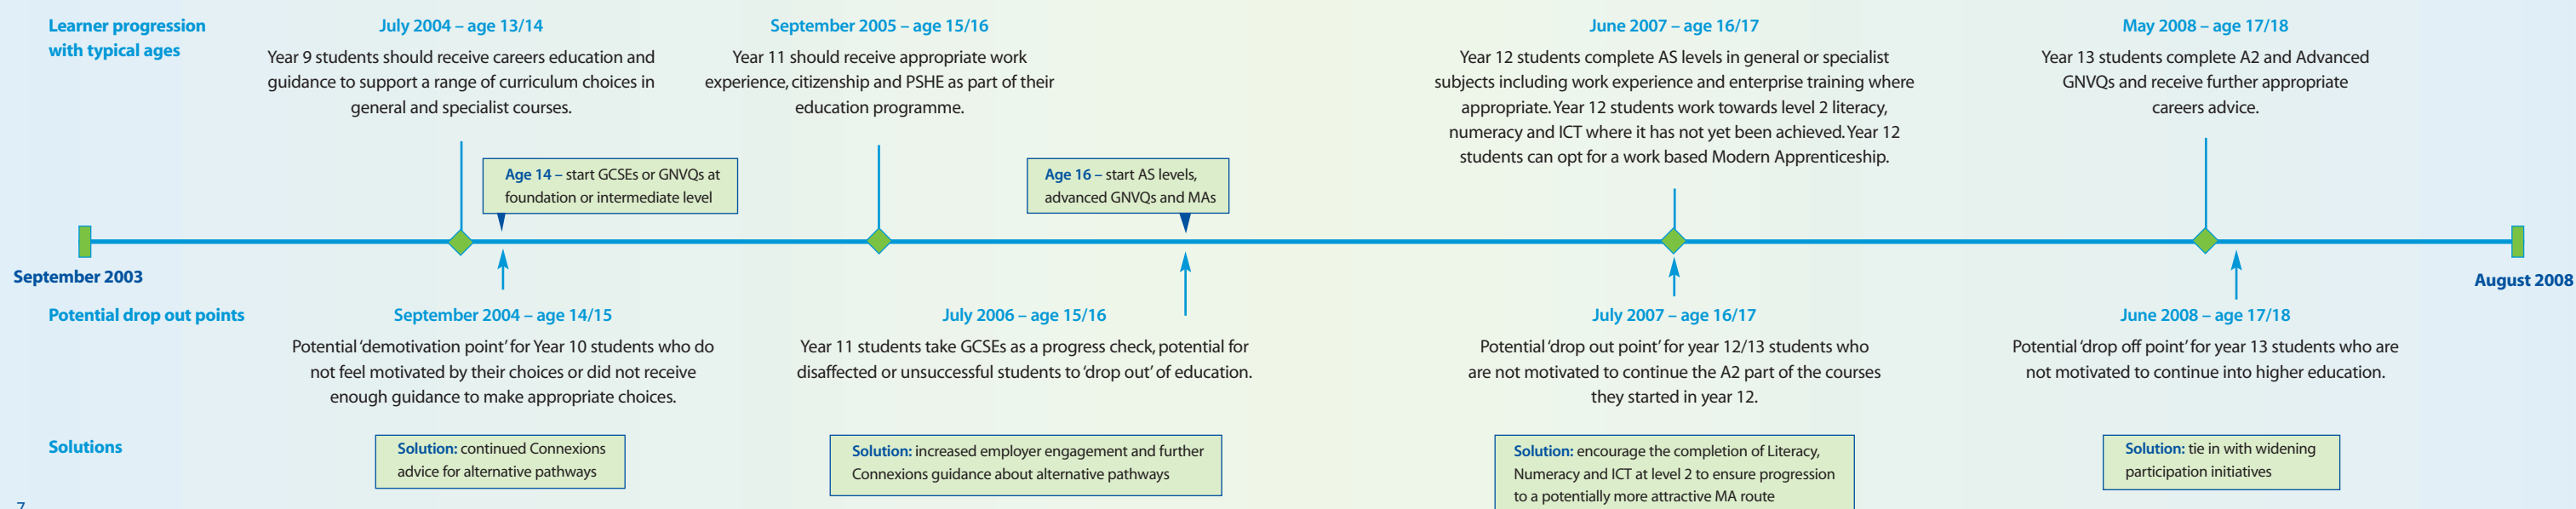 Learner progression
with typical ages
July 2004 – age 13/14
Year 9 students should receive careers education and
guidance to support a range of curriculum choices in
general and specialist courses.
September 2005 – age 15/16
Year 11 should receive appropriate work
experience, citizenship and PSHE as part of their
education programme.
June 2007 – age 16/17
Year 12 students complete AS levels in general or specialist
subjects including work experience and enterprise training where
appropriate. Year 12 students work towards level 2 literacy,
numeracy and ICT where it has not yet been achieved. Year 12
students can opt for a work based Modern Apprenticeship.
May 2008 – age 17/18
Year 13 students complete A2 and Advanced
GNVQs and receive further appropriate
careers advice.
Age 14 – start GCSEs or GNVQs at
foundation or intermediate level
Age 16 – start AS levels,
advanced GNVQs and MAs
September 2003
August 2008
Potential drop out points
September 2004 – age 14/15
Potential ‘demotivation point’ for Year 10 students who do
not feel motivated by their choices or did not receive
enough guidance to make appropriate choices.
July 2006 – age 15/16
Year 11 students take GCSEs as a progress check, potential for
disaffected or unsuccessful students to ‘drop out’ of education.
July 2007 – age 16/17
Potential ‘drop out point’ for year 12/13 students who
are not motivated to continue the A2 part of the courses
they started in year 12.
June 2008 – age 17/18
Potential ‘drop off point’ for year 13 students who are
not motivated to continue into higher education.
Solutions
Solution: continued Connexions
advice for alternative pathways
Solution: increased employer engagement and further
Connexions guidance about alternative pathways
Solution: encourage the completion of Literacy,
Numeracy and ICT at level 2 to ensure progression
to a potentially more attractive MA route
Solution: tie in with widening
participation initiatives
7